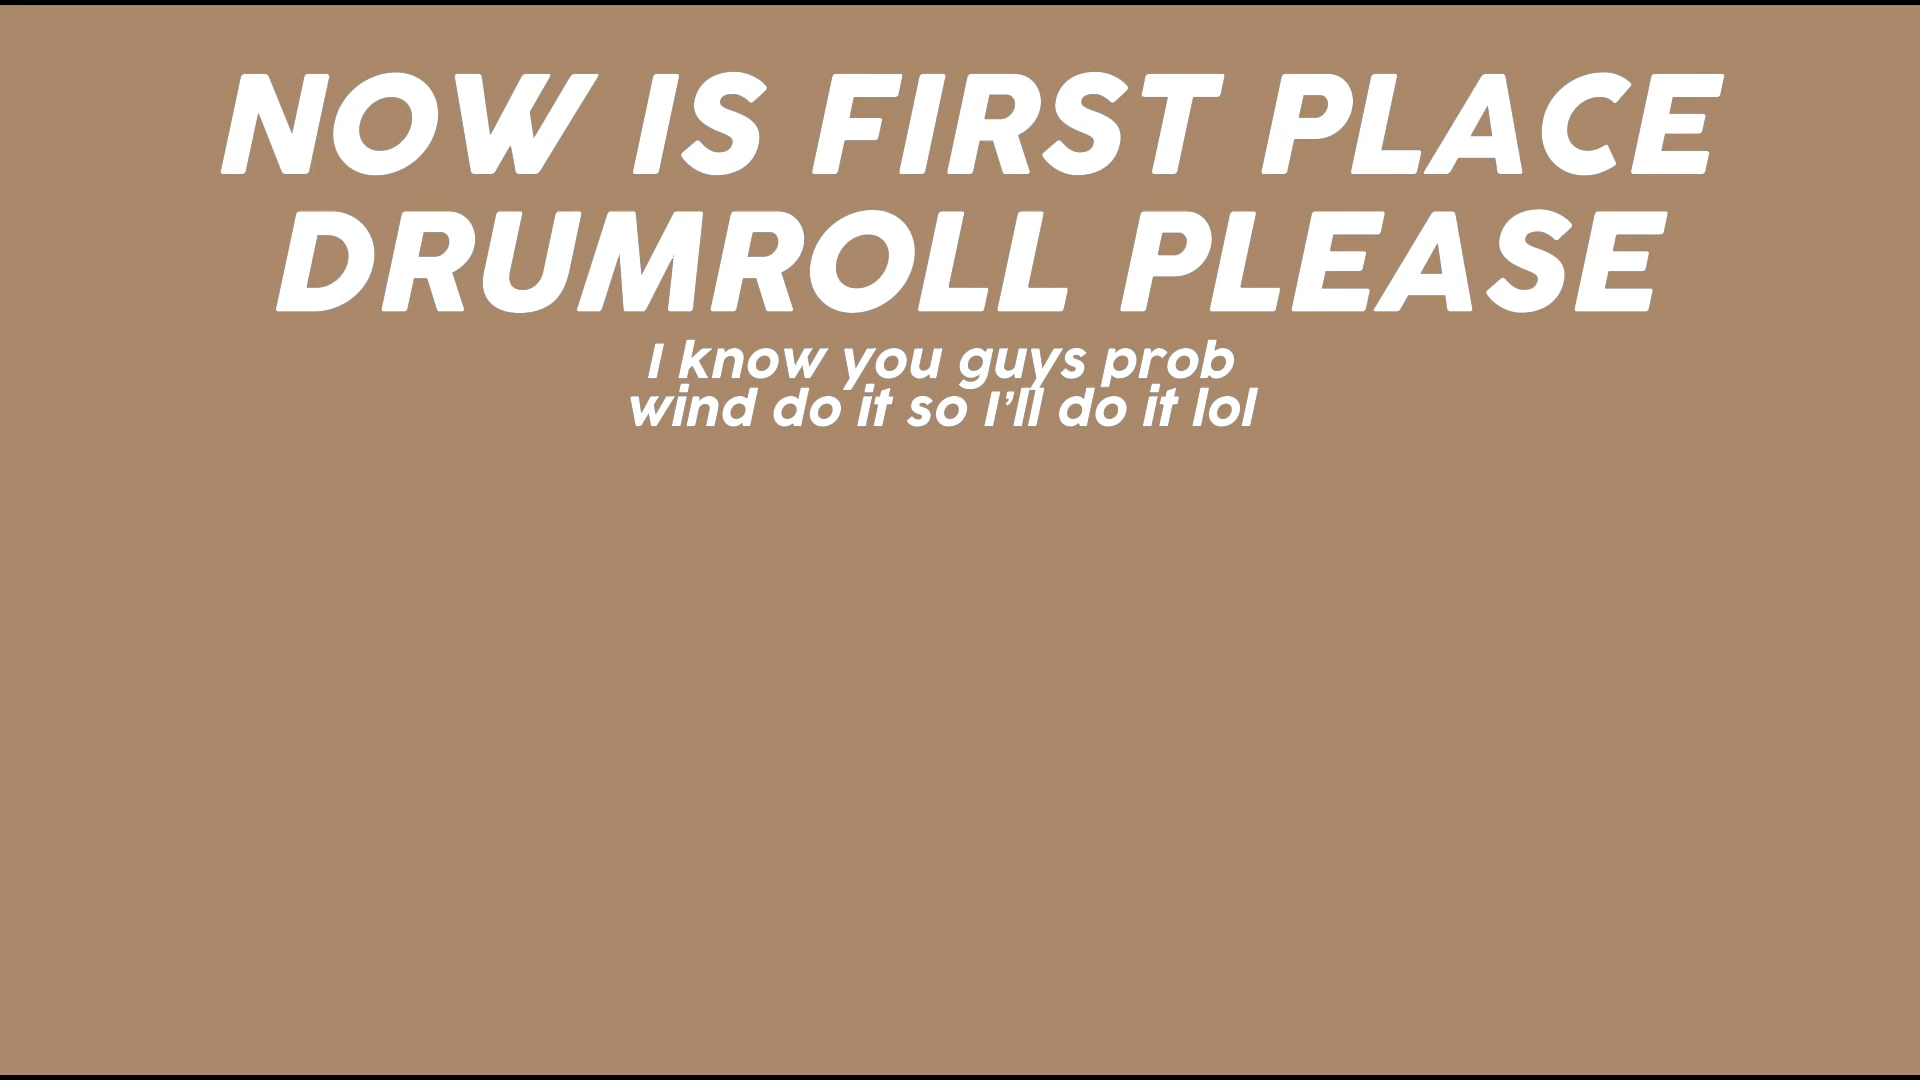 NOW IS FIRST PLACE
DRUMROLL PLEASE
I know you guys prob
wind do it so I’ll do it lol